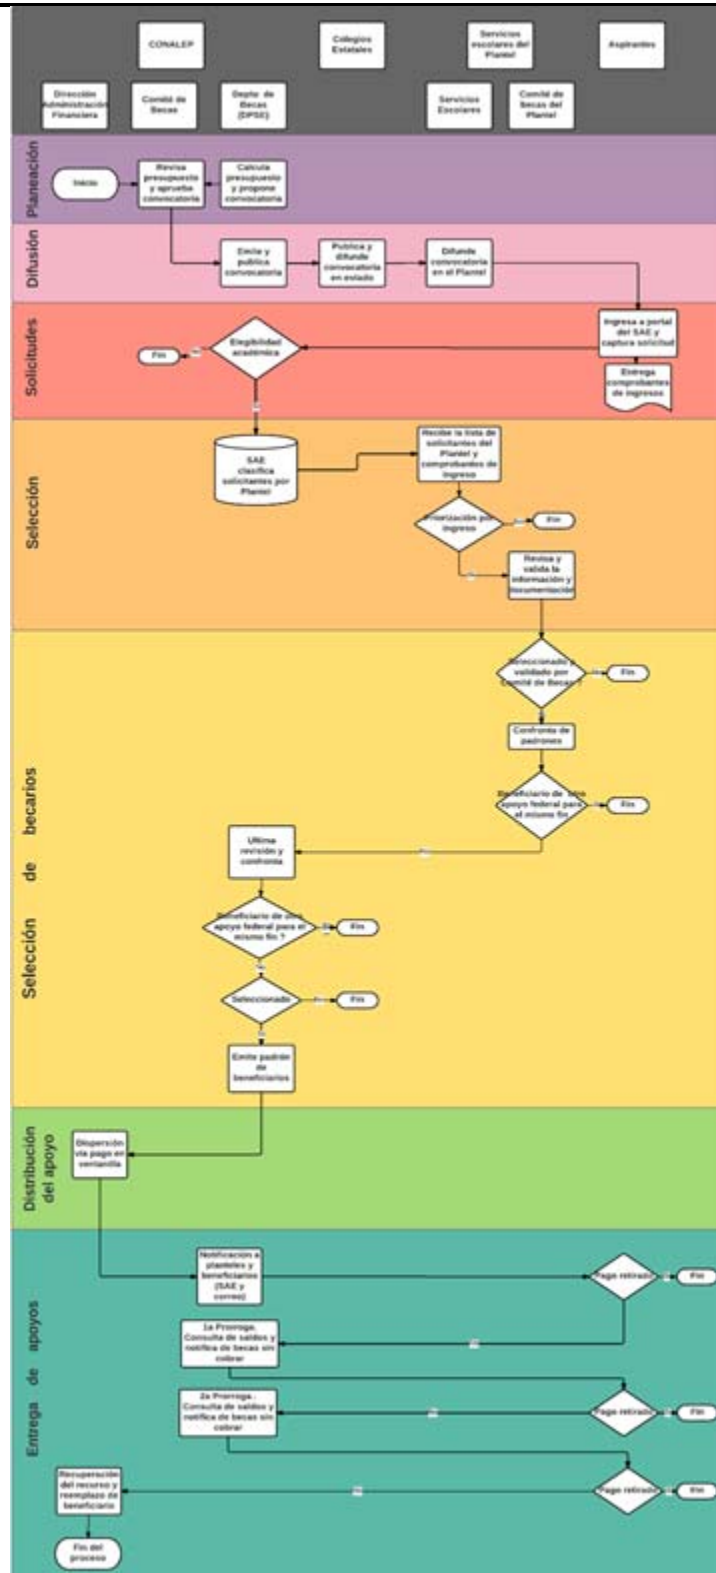 CONALEP
Colegios
Estatales
Servicios
escolares del
Plantel
Aspirantes
Dirección
Administración
Financiera
Comité de
Becas
Depto de
Becas
(DPSE)
Servicios
Escolares
Comité de
becas del
Plantel
Planeación
Inicio
Revisa
presupuesto
y aprueba
convocatoria
Calcula
presupuesto
y propone
convocatoria
Difusión
Emite y
publica
convocatoria
Publica y
difunde
convocatoria
en estado
Difunde
convocatoria
en el Plantel
Solicitudes
Fin
Elegibilidad
académica
Ingresa a portal
del SAE y
captura solicitud
Entrega
comprobantes
de ingresos
Selección
SAE
clasifica
solicitantes por
Plantel
Recibe la lista de
solicitantes del
Plantel y
comprobantes de
ingreso
Priorización por
ingreso
Fin
Revisa y
valida la
información y
documentación
Selección de becarios
Seleccionado y
validado por
Comité de Becas ?
Fin
Confronta de
padrones
Beneficiario de otro
apoyo federal para
el mismo fin
Fin
Ultima
revisión y
confronta
Beneficiario de otro
apoyo federal para el
mismo fin ?
Fin
Seleccionado
Fin
Emite padrón
de
beneficiarios
Distribución
del apoyo
Dispersión
vía pago en
ventanilla
Entrega de apoyos
Notificación a
planteles y
beneficiarios
(SAE y
correo)
Pago retirado
Fin
1a Prorroga.
Consulta de saldos y
notifica de becas sin
cobrar
2a Prorroga .
Consulta de saldos y
notifica de becas sin
cobrar
Pago retirado
Fin
Recuperación
del recurso y
reemplazo de
beneficiario
Pago retirado
Fin
Fin del
proceso